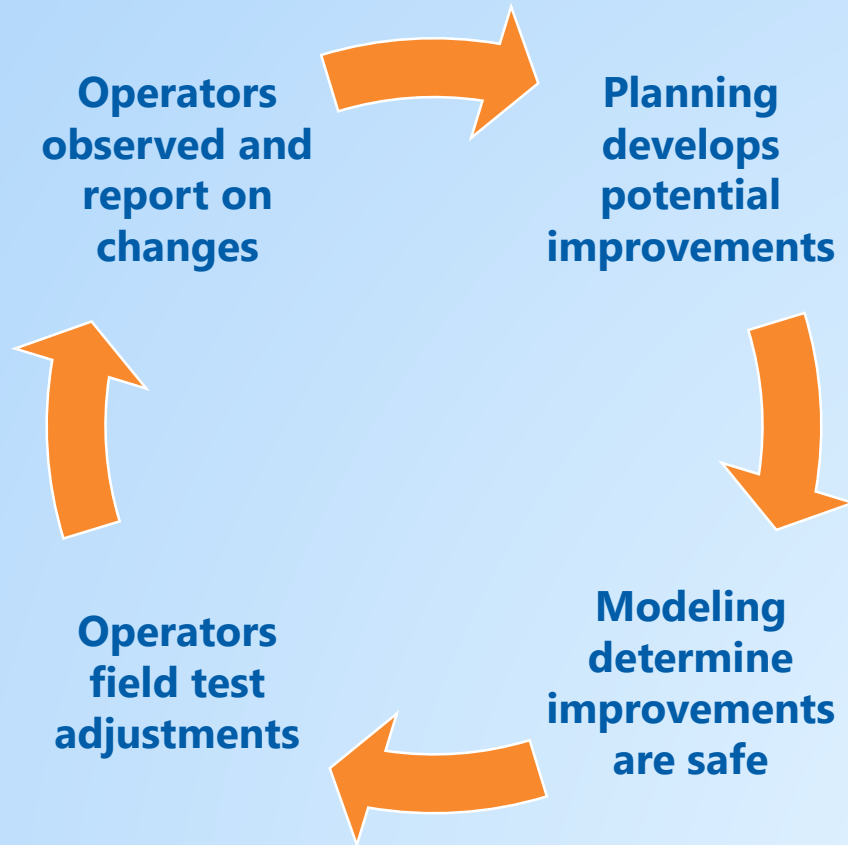 Operators
observed and
report on
changes
Planning
develops
potential
improvements
Modeling
determine
improvements
are safe
Operators
field test
adjustments